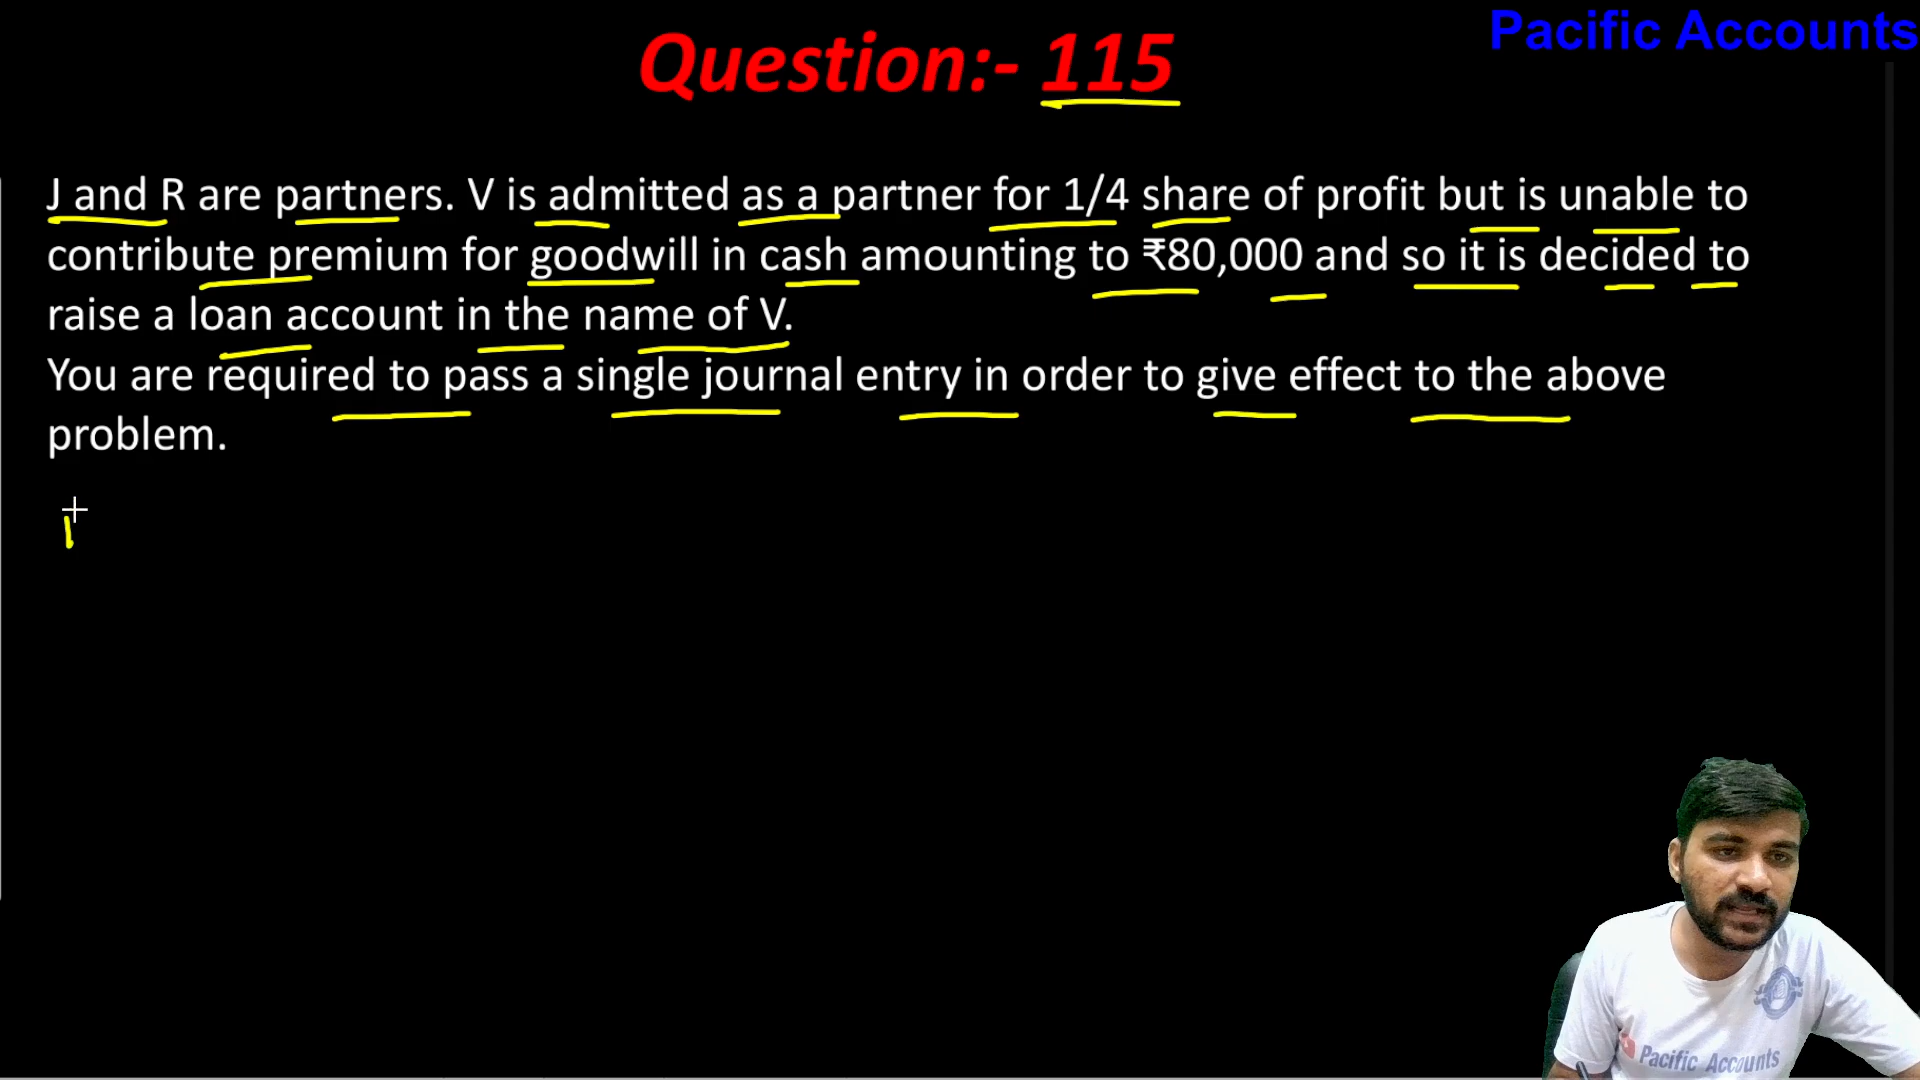 Pacific Accounts
Question:- 115
J and R are partners. V is admitted as a partner for 1/4 share of profit but is unable to
contribute premium for goodwill in cash amounting to ₹80,000 and so it is decided to
raise a loan account in the name of V.
You are required to pass a single journal entry in order to give effect to the above
problem.
Pacific Accounts